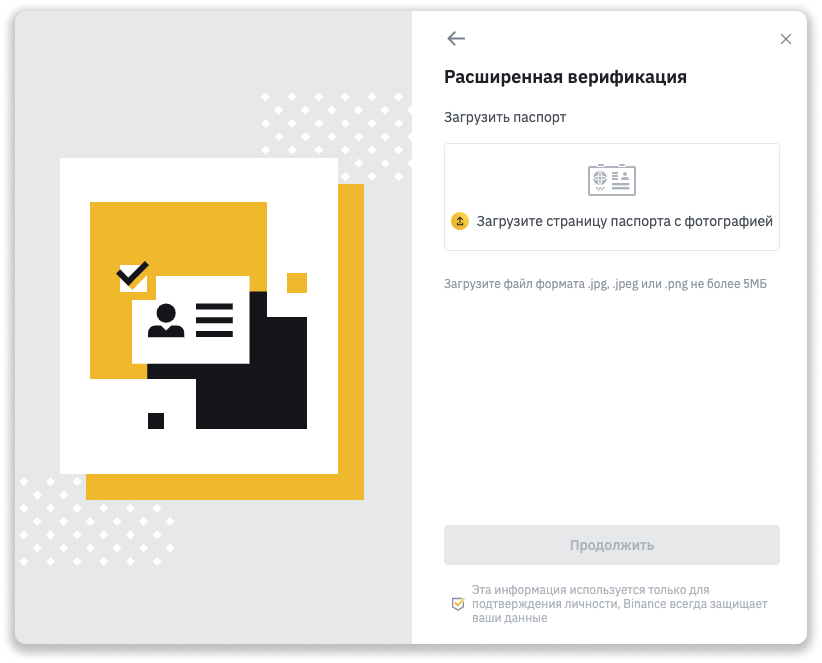 Расширенная верификация
Загрузить паспорт
Загрузите страницу паспорта с фотографией
Загрузите файл формата .jpg, .jpeg или .png не более 5МБ
Продолжить
Эта информация используется только для
подтверждения личности, Binance всегда защищает
ваши данные